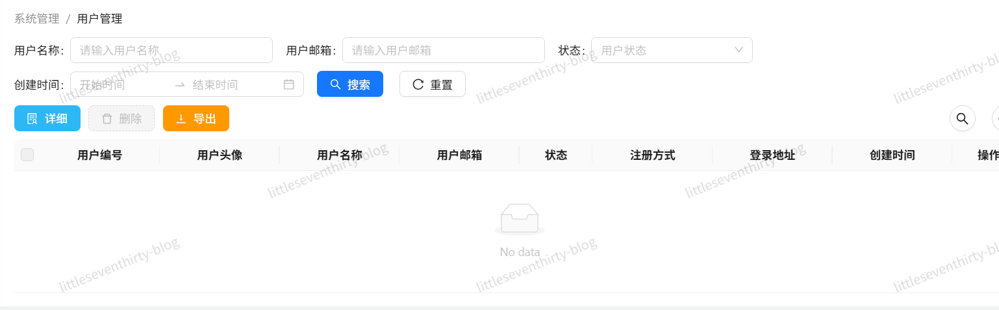 系统管理 / 用户管理
用户名称: 请输入用户名称 用户邮箱: 请输入用户邮箱 状态: 用户状态
创建时间: 开始时间 结束时间 搜索 重置
详细 删除 导出
用户编号 用户头像 用户名称 用户邮箱 状态 注册方式 登录地址 创建时间 操作
No data
littleseventhirty-blog
littleseventhirty-blog
littleseventhirty-blog
littleseventhirty-blog
littleseventhirty-blog
littleseventhirty-blog
littleseventhirty-blog
littleseventhirty-blog